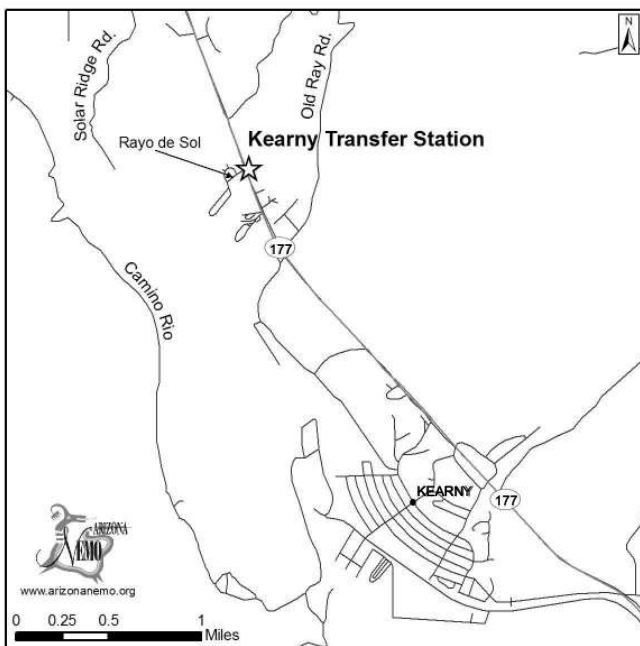 N
Solar Ridge Rd.
Old Ray Rd.
Rayo de Sol
Kearny Transfer Station
177
Camino Rio
KEARNY
177
ARIZONA
NEMO
www.arizonanemo.org
0 0.25 0.5 1
Miles